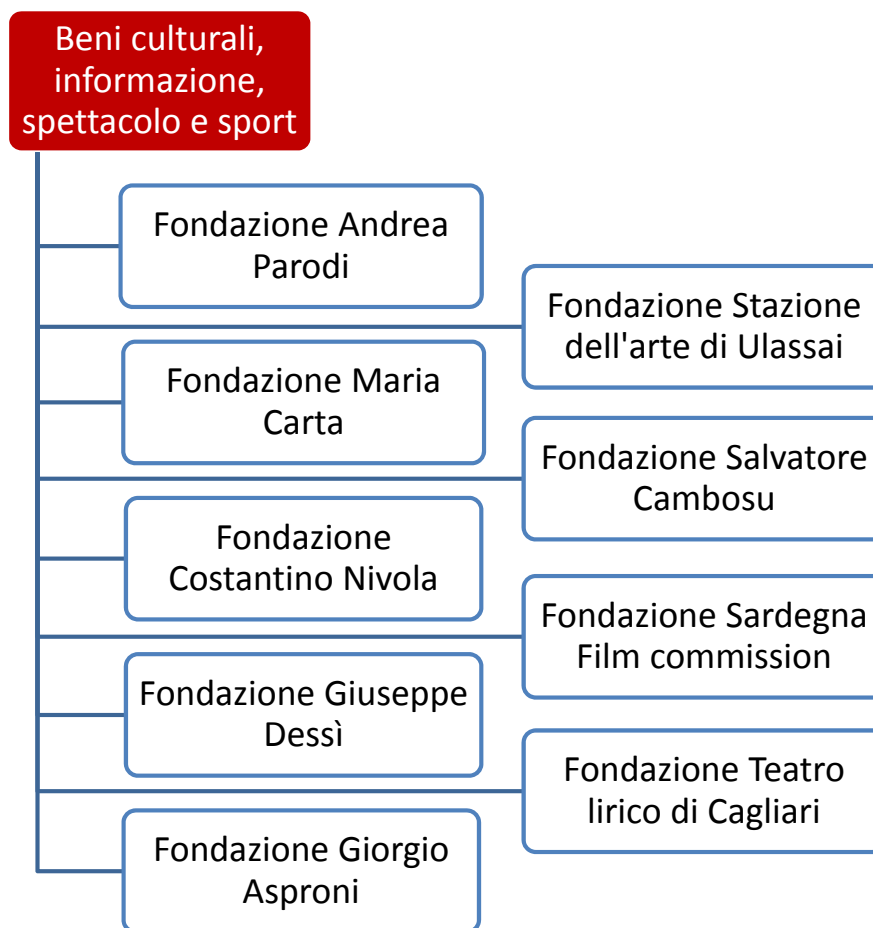 Beni culturali,
informazione,
spettacolo e sport
Fondazione Andrea
Parodi
Fondazione Stazione
dell'arte di Ulassai
Fondazione Maria
Carta
Fondazione Salvatore
Cambosu
Fondazione
Costantino Nivola
Fondazione Sardegna
Film commission
Fondazione Giuseppe
Dessì
Fondazione Teatro
lirico di Cagliari
Fondazione Giorgio
Asproni